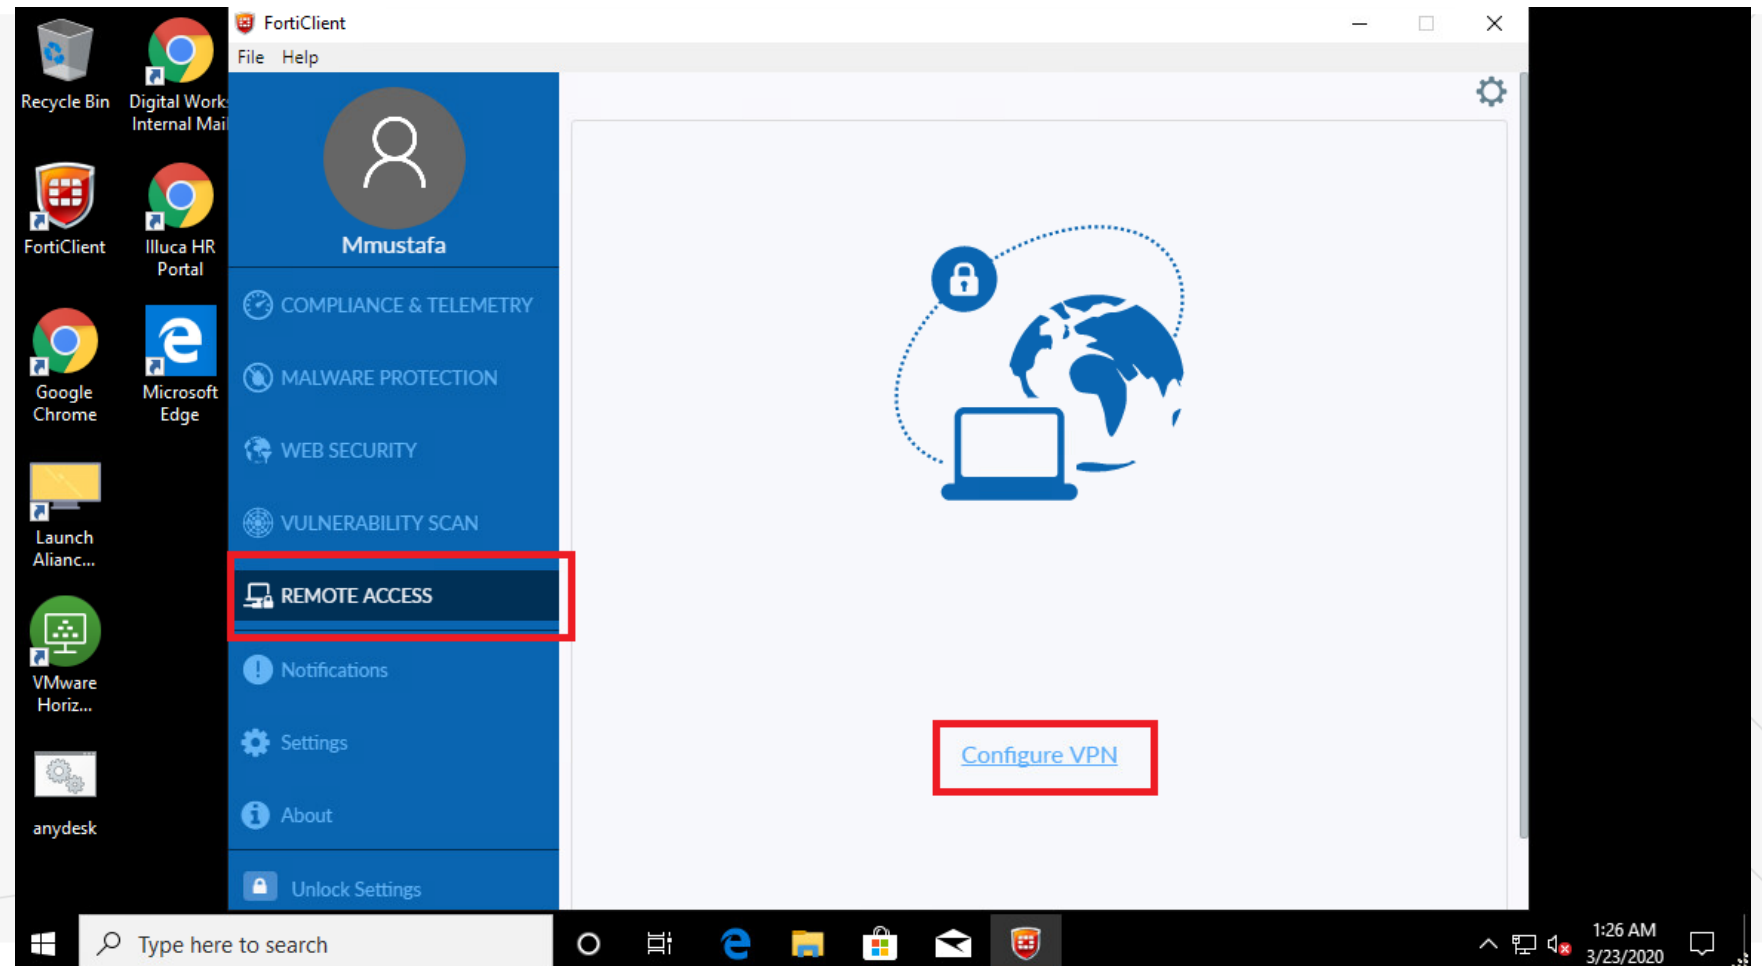 Recycle Bin
Digital Works
Internal Mail
FortiClient
Illuca HR
Portal
Google
Chrome
Microsoft
Edge
Launch
Alianc...
VMware
Horiz...
anydesk
FortiClient
File Help
Mmustafa
COMPLIANCE & TELEMETRY
MALWARE PROTECTION
WEB SECURITY
VULNERABILITY SCAN
REMOTE ACCESS
Notifications
Settings
About
Unlock Settings
Configure VPN
Type here to search
1:26 AM
3/23/2020